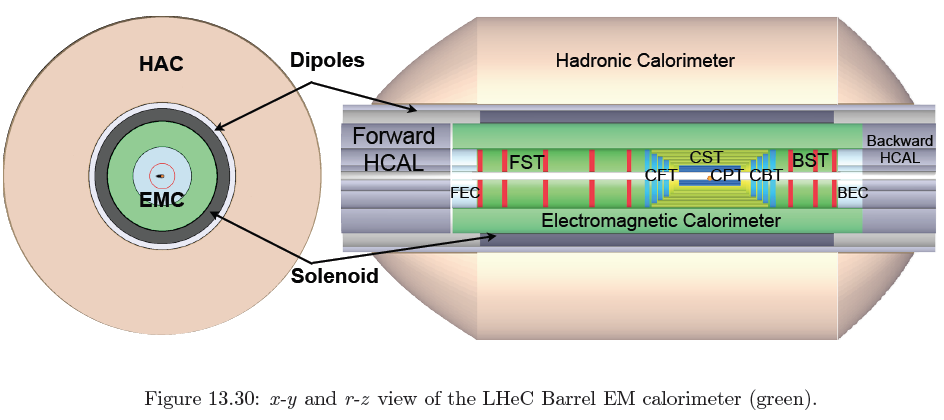 HAC
Dipoles
EMC
Solenoid
Hadronic Calorimeter
Forward
HCAL
Backward
HCAL
FST
CST
BST
CFT
CPT
CBT
FEC
BEC
Electromagnetic Calorimeter
Figure 13.30: x-y and r-z view of the LHeC Barrel EM calorimeter (green).